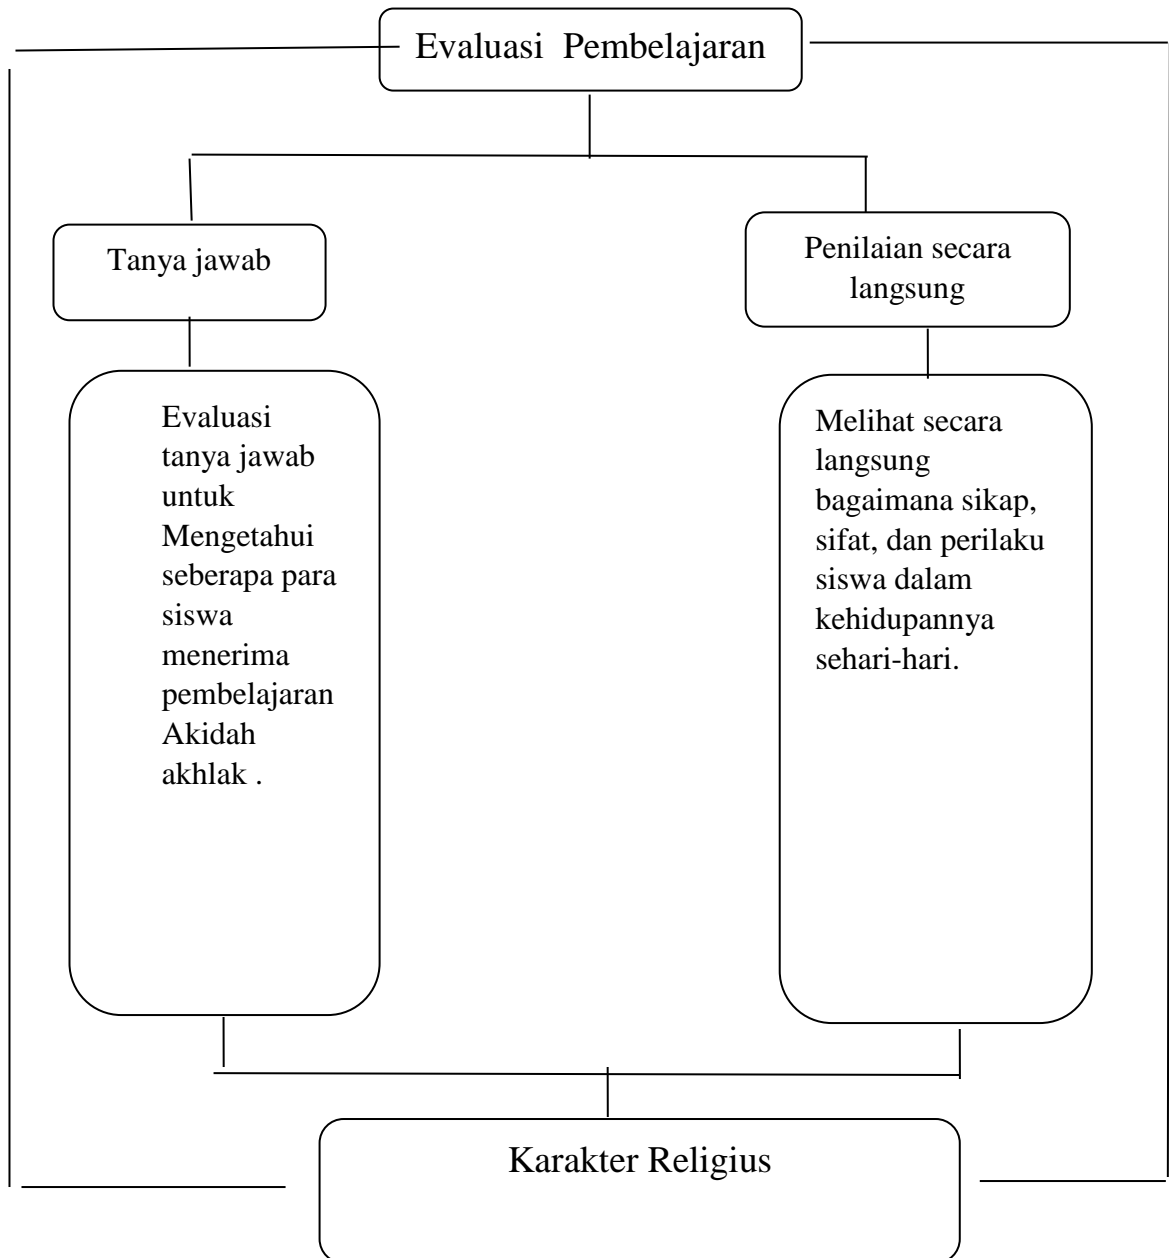 Evaluasi  Pembelajaran
Tanya jawab
Penilaian secara
langsung
Evaluasi
tanya jawab
untuk
Mengetahui
seberapa para
siswa
menerima
pembelajaran
Akidah
akhlak .
Melihat secara
langsung
bagaimana sikap,
sifat, dan perilaku
siswa dalam
kehidupannya
sehari-hari.
Karakter Religius